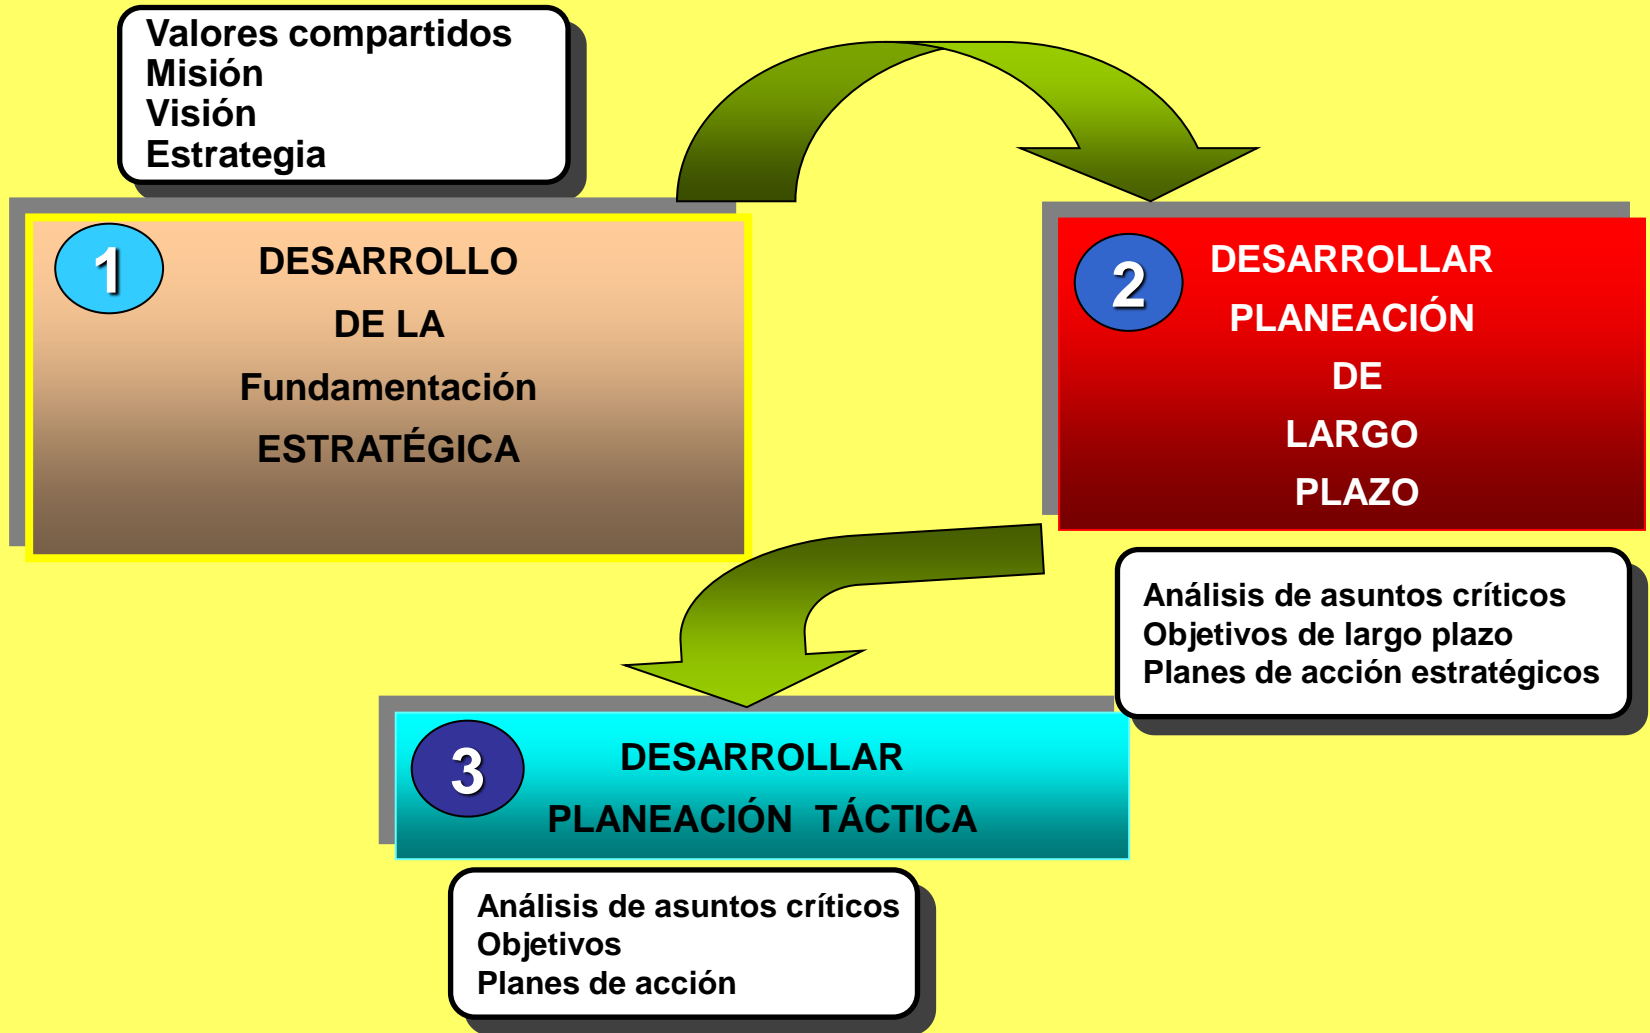 Valores compartidos
Misión
Visión
Estrategia
1
DESARROLLO
DE LA
Fundamentación
ESTRATÉGICA
2
DESARROLLAR
PLANEACIÓN
DE
LARGO
PLAZO
Análisis de asuntos críticos
Objetivos de largo plazo
Planes de acción estratégicos
3
DESARROLLAR
PLANEACIÓN TÁCTICA
Análisis de asuntos críticos
Objetivos
Planes de acción